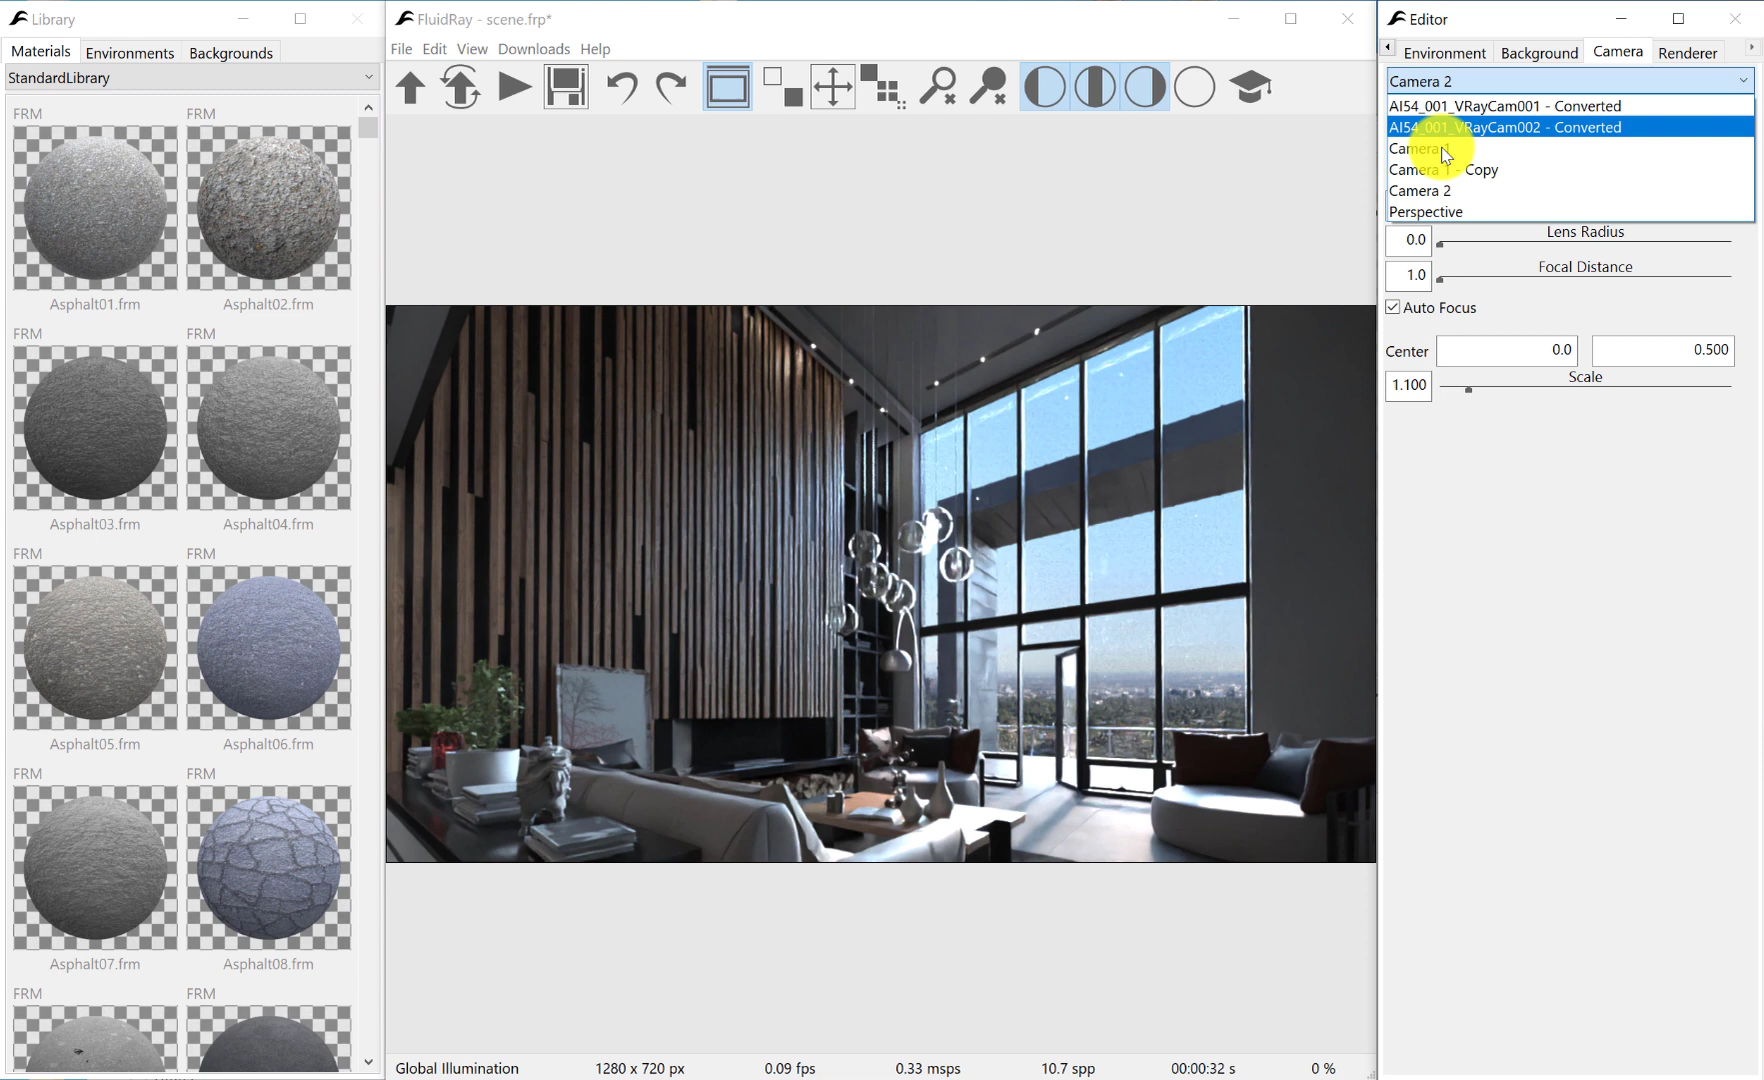 Library
Materials
Environments
Backgrounds
StandardLibrary
FRM
FRM
Asphalt01.frm
Asphalt02.frm
FRM
FRM
Asphalt03.frm
Asphalt04.frm
FRM
FRM
Asphalt05.frm
Asphalt06.frm
FRM
FRM
Asphalt07.frm
Asphalt08.frm
FRM
FRM
FluidRay - scene.frp*
File Edit View Downloads Help
Global Illumination
1280 x 720 px
0.09 fps
0.33 msps
10.7 spp
00:00:32 s
0 %
Editor
Environment
Background
Camera
Renderer
Camera 2
AI54_001_VRayCam001 - Converted
AI54_001_VRayCam002 - Converted
Camera 1
Camera 1 - Copy
Camera 2
Perspective
0.0
Lens Radius
1.0
Focal Distance
Auto Focus
Center
0.0
0.500
1.100
Scale